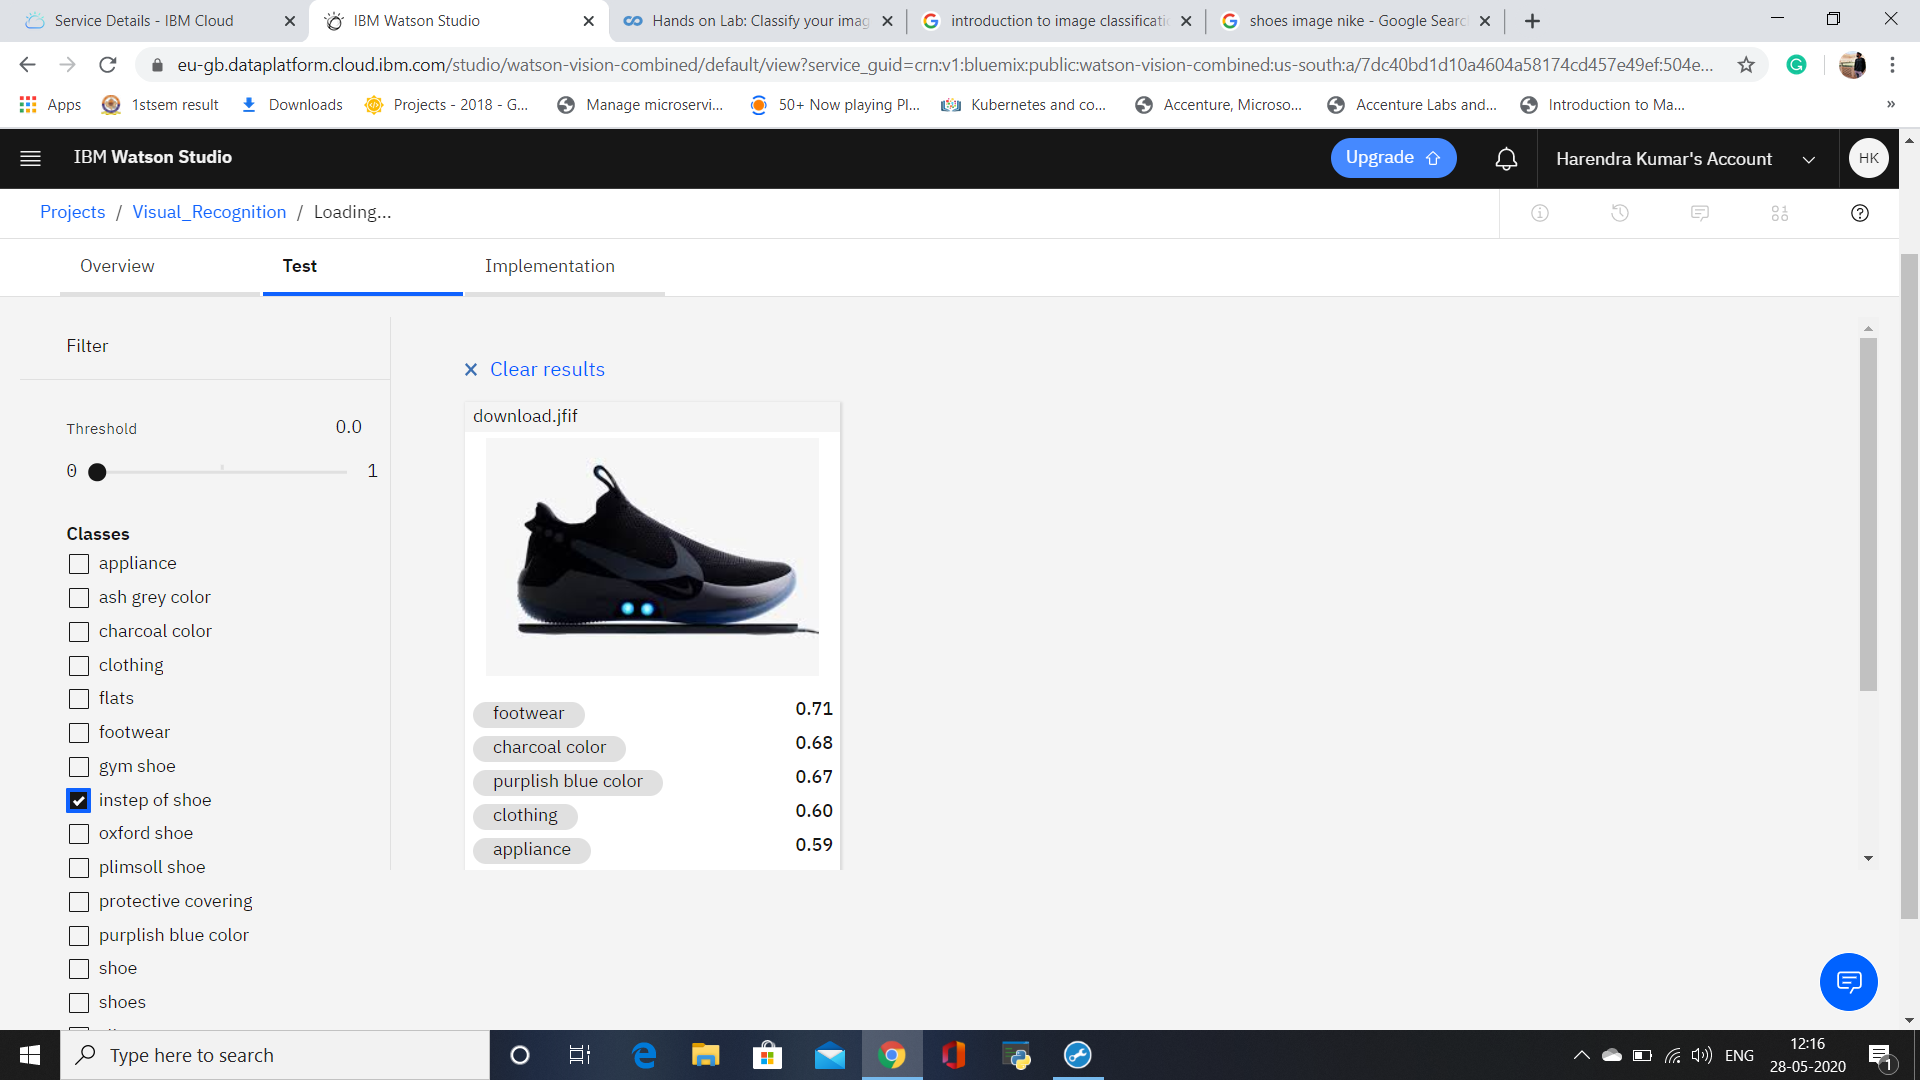 Service Details - IBM Cloud
IBM Watson Studio
Hands on Lab: Classify your imag
introduction to image classificati
shoes image nike - Google Searc
eu-gb.dataplatform.cloud.ibm.com/studio/watson-vision-combined/default/view?service_guid=crn:v1:bluemix:public:watson-vision-combined:us-south:a/7dc40bd1d10a4604a58174cd457e49ef:504e...
Apps
1stsem result
Downloads
Projects - 2018 - G...
Manage microservi...
50+ Now playing Pl...
Kubernetes and co...
Accenture, Microso...
Accenture Labs and...
Introduction to Ma...
»
IBM Watson Studio
Upgrade
Harendra Kumar's Account
HK
Projects / Visual_Recognition / Loading...
Overview
Test
Implementation
Filter
Threshold 0.0
0 1
Classes
appliance
ash grey color
charcoal color
clothing
flats
footwear
gym shoe
instep of shoe
oxford shoe
plimsoll shoe
protective covering
purplish blue color
shoe
shoes
Clear results
download.jfif
footwear 0.71
charcoal color 0.68
purplish blue color 0.67
clothing 0.60
appliance 0.59
Type here to search
ENG
12:16
28-05-2020
1